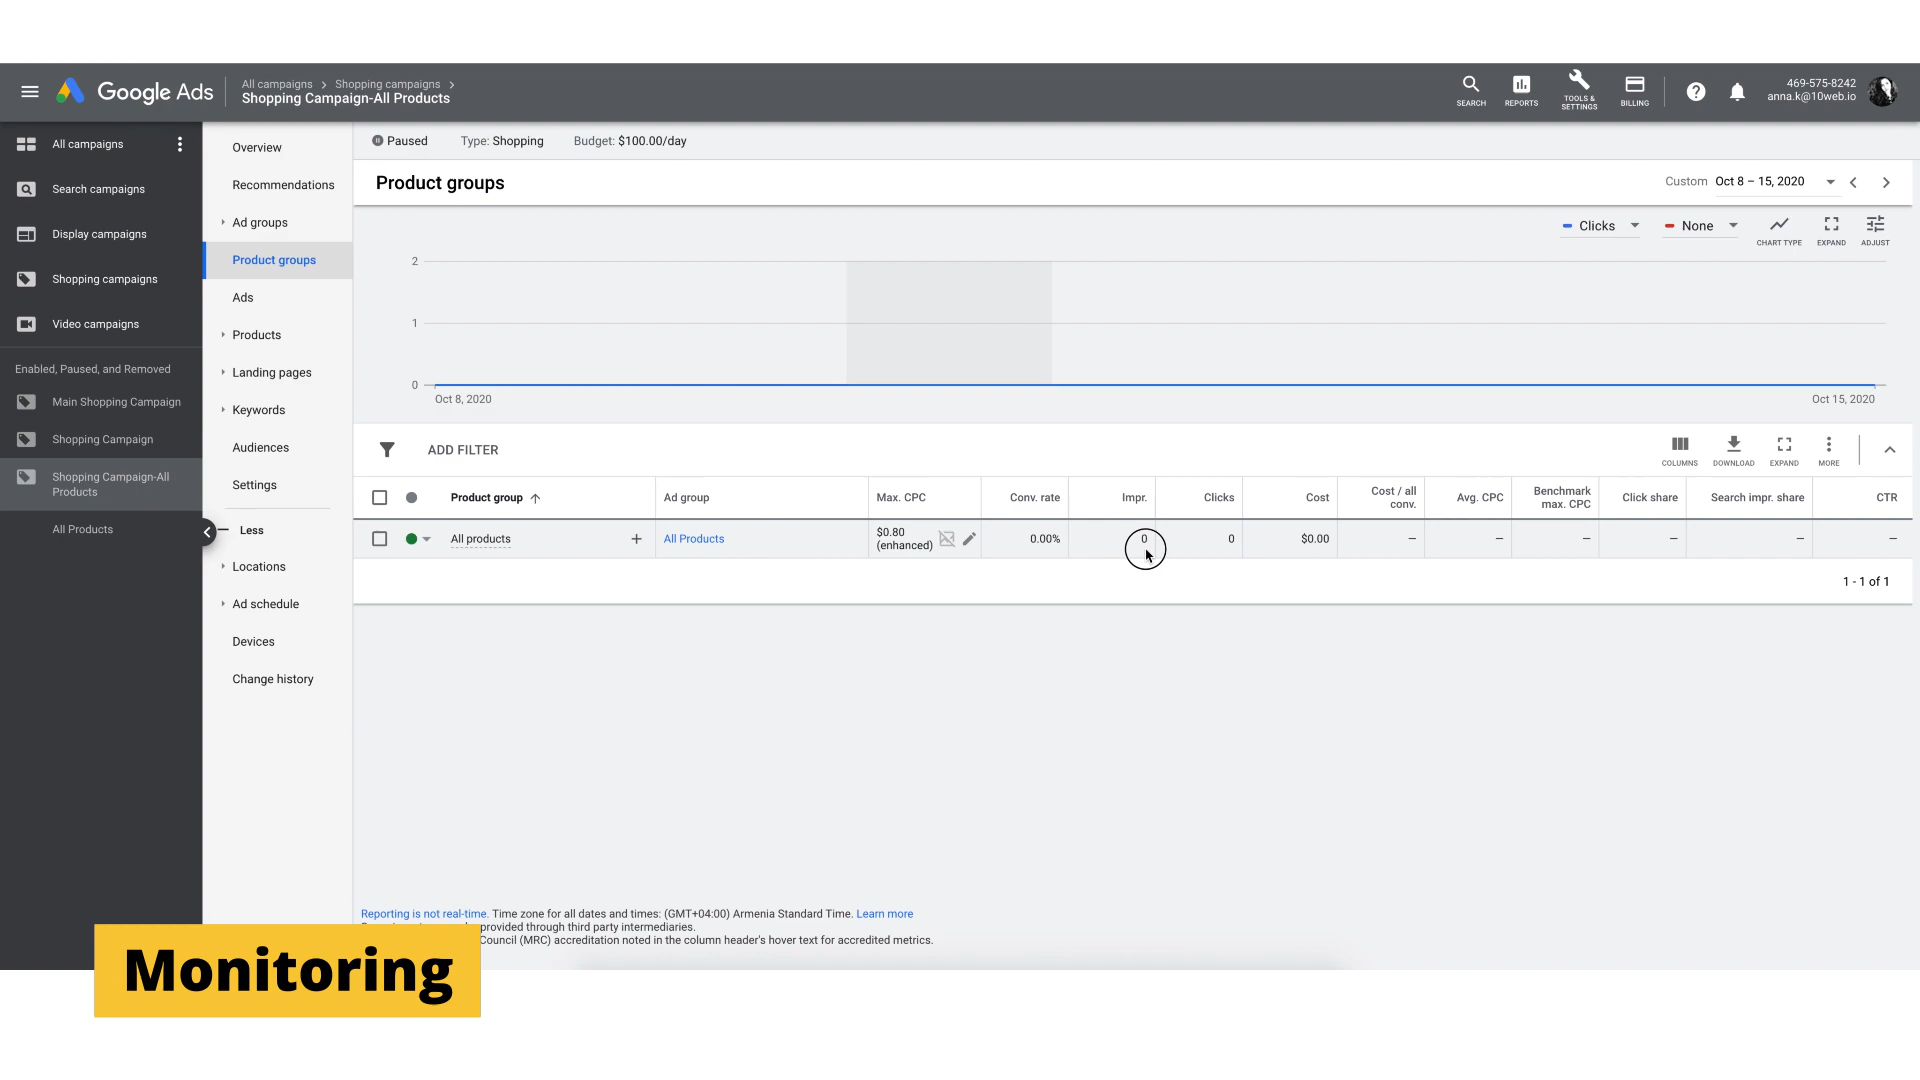 Google Ads
All campaigns > Shopping campaigns >
Shopping Campaign-All Products
SEARCH
REPORTS
TOOLS &
SETTINGS
BILLING
469-575-8242
anna.k@10web.io
All campaigns
Search campaigns
Display campaigns
Shopping campaigns
Video campaigns
Enabled, Paused, and Removed
Main Shopping Campaign
Shopping Campaign
Shopping Campaign-All
Products
All Products
Overview
Recommendations
Ad groups
Product groups
Ads
Products
Landing pages
Keywords
Audiences
Settings
Less
Locations
Ad schedule
Devices
Change history
Paused Type: Shopping Budget: $100.00/day
Product groups
Custom Oct 8 – 15, 2020
Clicks
None
CHART TYPE
EXPAND
ADJUST
2
1
0
Oct 8, 2020
Oct 15, 2020
ADD FILTER
COLUMNS
DOWNLOAD
EXPAND
MORE
Product group
Ad group
Max. CPC
Conv. rate
Impr.
Clicks
Cost
Cost / all
conv.
Avg. CPC
Benchmark
max. CPC
Click share
Search impr. share
CTR
All products
+
All Products
$0.80
(enhanced)
0.00%
0
0
$0.00
–
–
–
–
–
–
1 - 1 of 1
Reporting is not real-time. Time zone for all dates and times: (GMT+04:00) Armenia Standard Time. Learn more
provided through third party intermediaries.
Council (MRC) accreditation noted in the column header's hover text for accredited metrics.
Monitoring